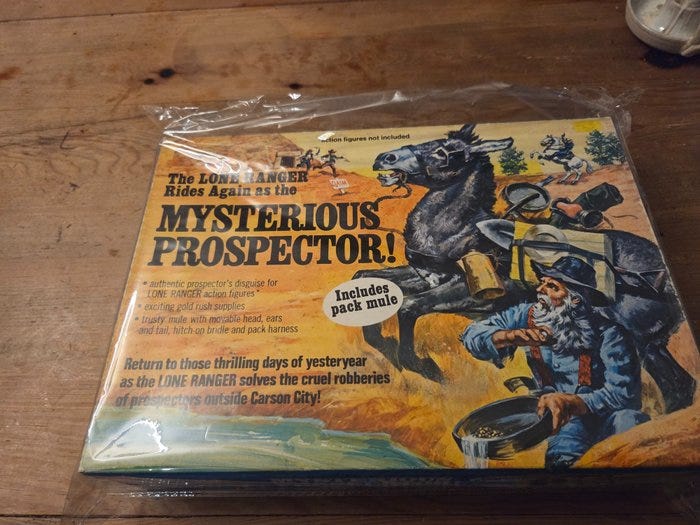 action figures not included
The LONE RANGER
Rides Again as the
MYSTERIOUS
PROSPECTOR!
• authentic prospector's disguise for
LONE RANGER action figures*
• exciting gold rush supplies
• trusty mule with movable head, ears
and tail, hitch-on bridle and pack harness
Includes
pack mule
Return to those thrilling days of yesteryear
as the LONE RANGER solves the cruel robberies
of prospectors outside Carson City!